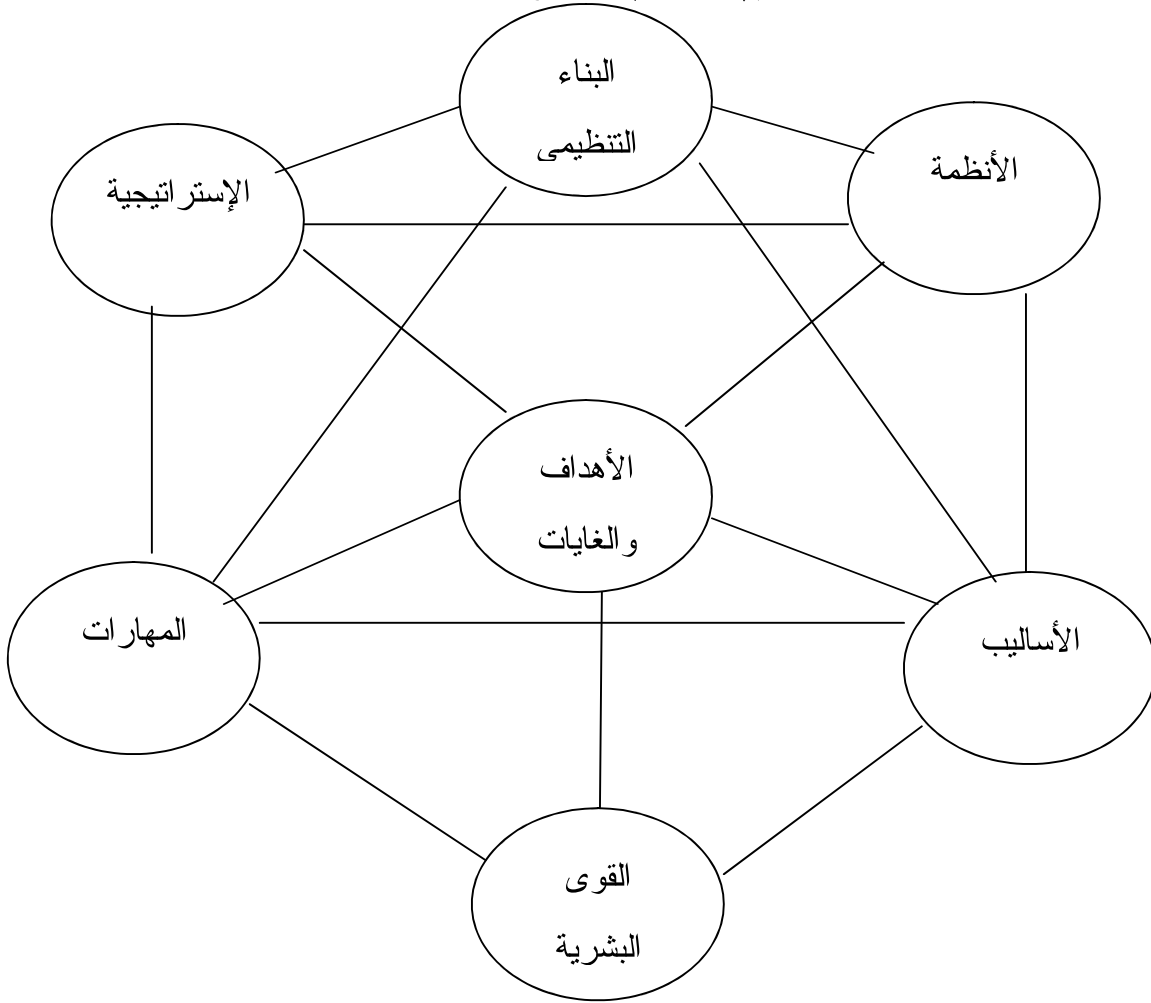 البناء
التنظيمى
الأنظمة
الإستراتيجية
الأهداف
والغايات
المهارات
الأساليب
القوى
البشرية